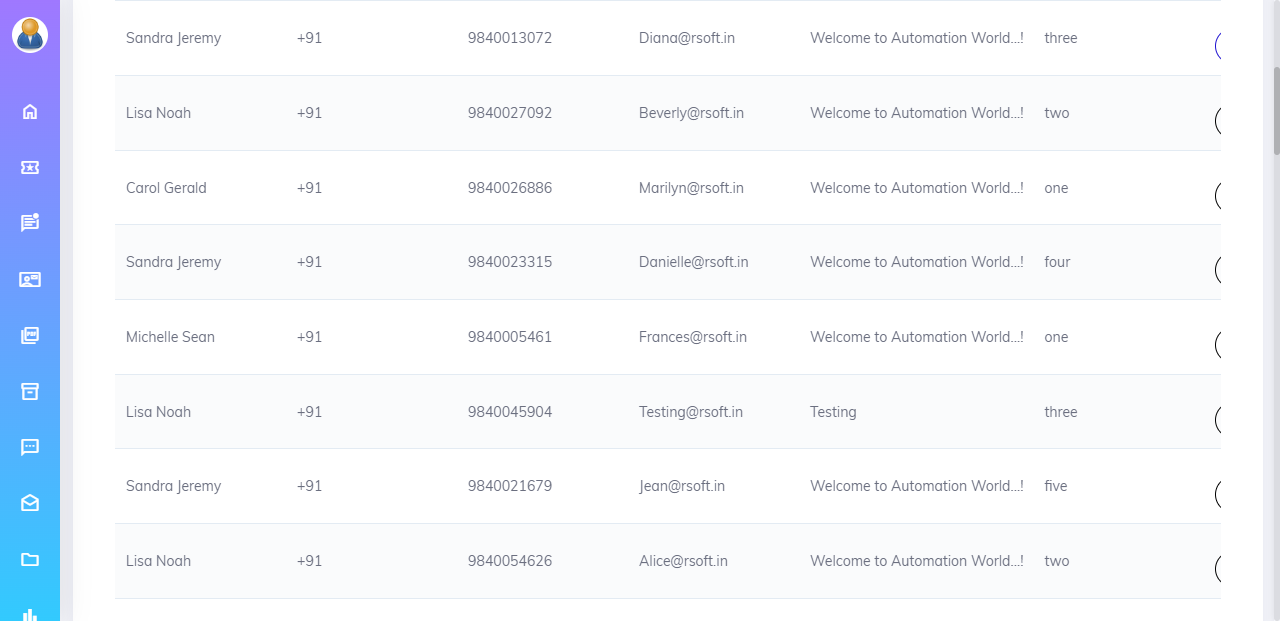 Sandra Jeremy +91 9840013072 Diana@rsoft.in Welcome to Automation World...! three
Lisa Noah +91 9840027092 Beverly@rsoft.in Welcome to Automation World...! two
Carol Gerald +91 9840026886 Marilyn@rsoft.in Welcome to Automation World...! one
Sandra Jeremy +91 9840023315 Danielle@rsoft.in Welcome to Automation World...! four
Michelle Sean +91 9840005461 Frances@rsoft.in Welcome to Automation World...! one
Lisa Noah +91 9840045904 Testing@rsoft.in Testing three
Sandra Jeremy +91 9840021679 Jean@rsoft.in Welcome to Automation World...! five
Lisa Noah +91 9840054626 Alice@rsoft.in Welcome to Automation World...! two